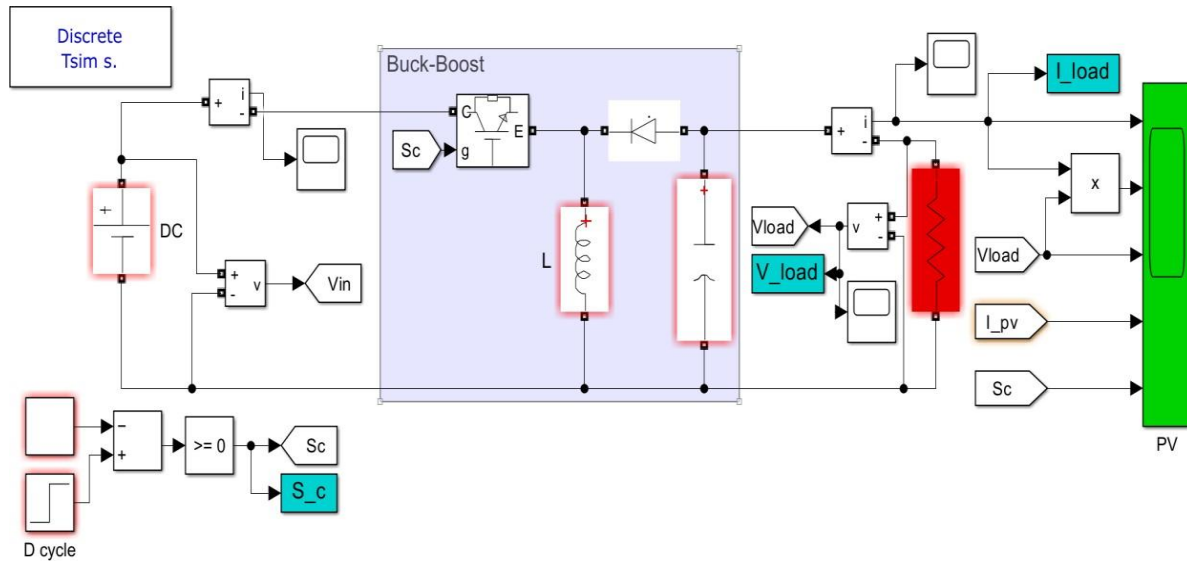 Discrete
Tsim s.
Buck-Boost
i
+
-
C
E
g
Sc
DC
+
+
-
v
Vin
L
+
+
+
i
-
I_load
x
Vload
+
-
v
V_load
Vload
I_pv
Sc
PV
−
+
>= 0
Sc
S_c
D cycle